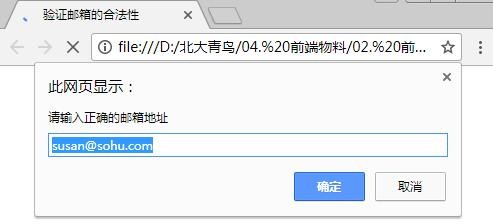 验证邮箱的合法性
file:///D:/北大青鸟/04.%20前端物料/02.%20前...
此网页显示：
请输入正确的邮箱地址
susan@sohu.com
确定
取消